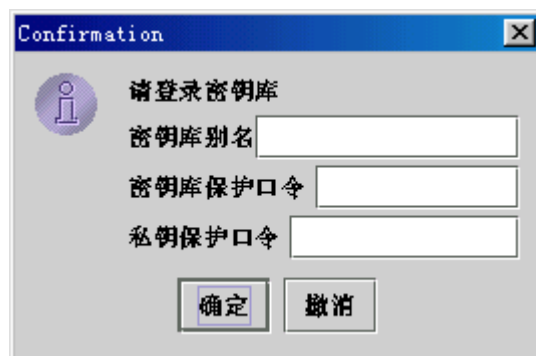 Confirmation
请登录密钥库
密钥库别名
密钥库保护口令
私钥保护口令
确定 撤消